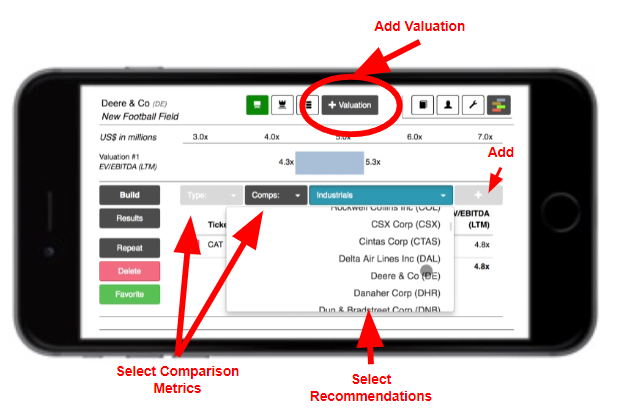 Add Valuation
Deere & Co (DE)
New Football Field
+ Valuation
US$ in millions 3.0x 4.0x 5.0x 6.0x 7.0x
Valuation #1
EV/EBITDA (LTM)
4.3x 5.3x
Add
Build Type: Comps: Industrials +
Results
Rockwell Collins Inc (COL)
CSX Corp (CSX)
CAT Cintas Corp (CTAS) 4.8x
(LTM)
Repeat
Delta Air Lines Inc (DAL)
Delete Deere & Co (DE) 4.8x
Favorite Danaher Corp (DHR)
Dun & Bradstreet Corp (DNB)
Select Comparison
Metrics
Select
Recommendations